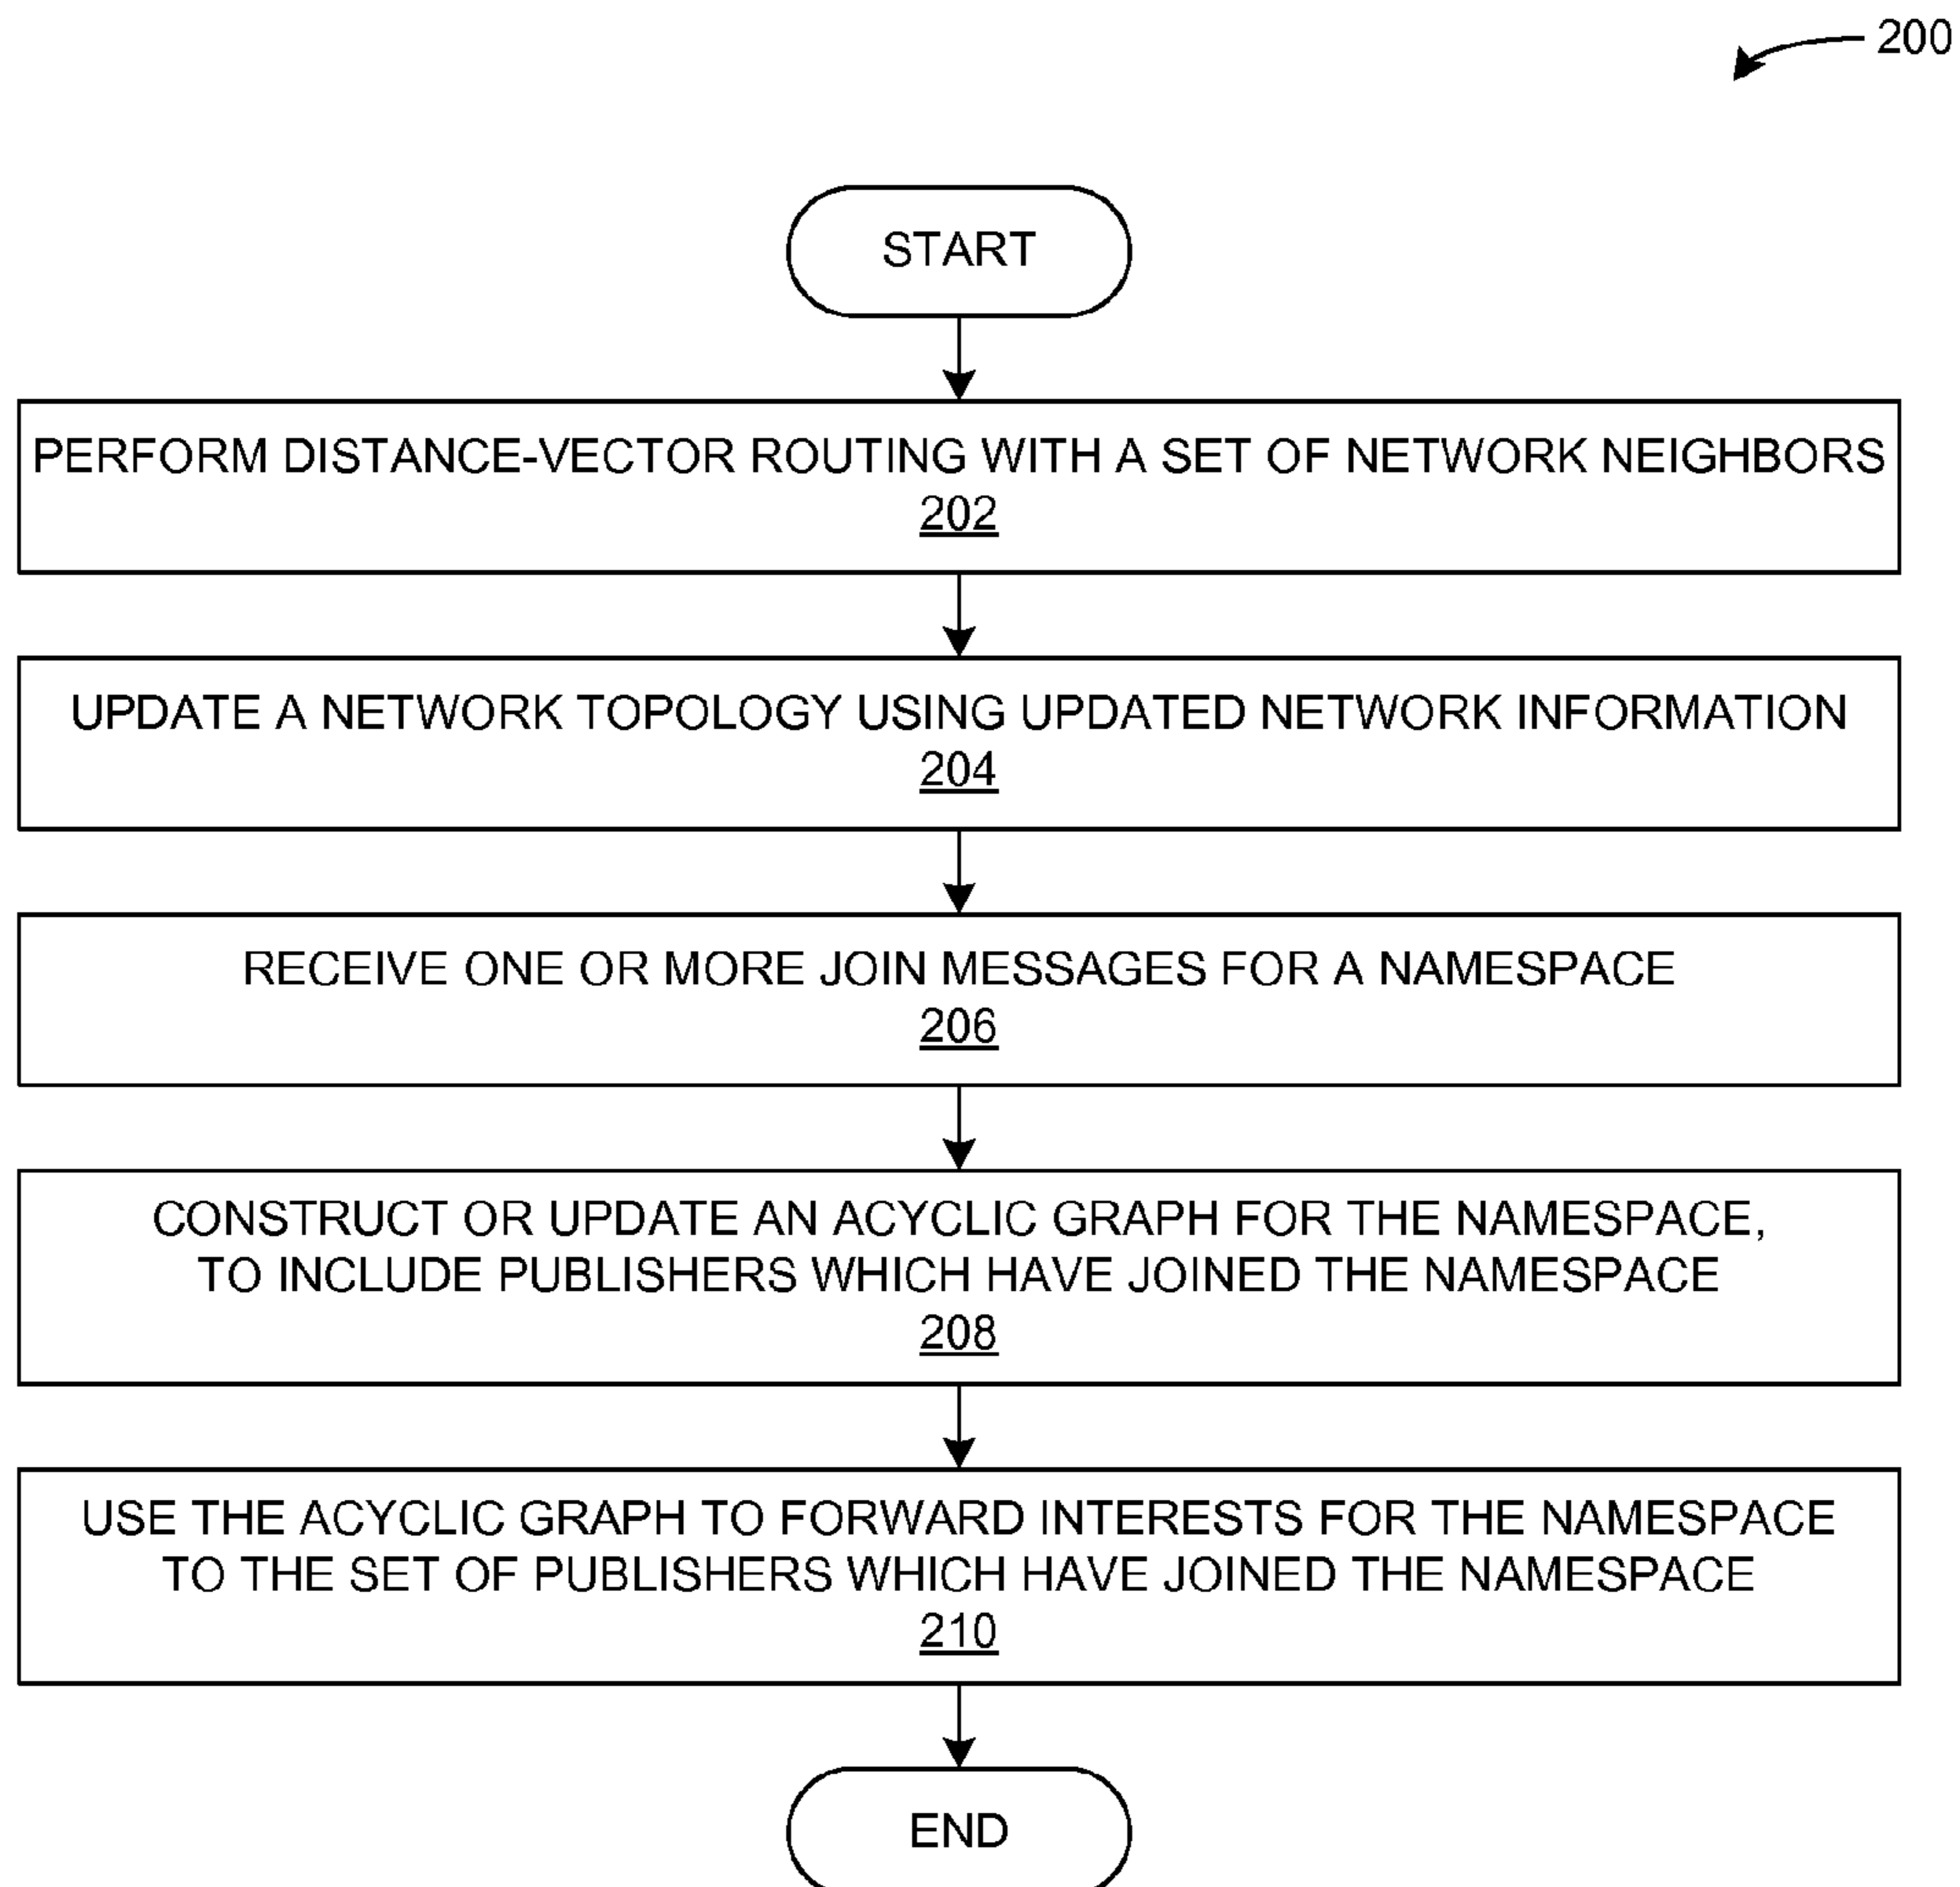 200
START
PERFORM DISTANCE-VECTOR ROUTING WITH A SET OF NETWORK NEIGHBORS
202
UPDATE A NETWORK TOPOLOGY USING UPDATED NETWORK INFORMATION
204
RECEIVE ONE OR MORE JOIN MESSAGES FOR A NAMESPACE
206
CONSTRUCT OR UPDATE AN ACYCLIC GRAPH FOR THE NAMESPACE,
TO INCLUDE PUBLISHERS WHICH HAVE JOINED THE NAMESPACE
208
USE THE ACYCLIC GRAPH TO FORWARD INTERESTS FOR THE NAMESPACE
TO THE SET OF PUBLISHERS WHICH HAVE JOINED THE NAMESPACE
210
END